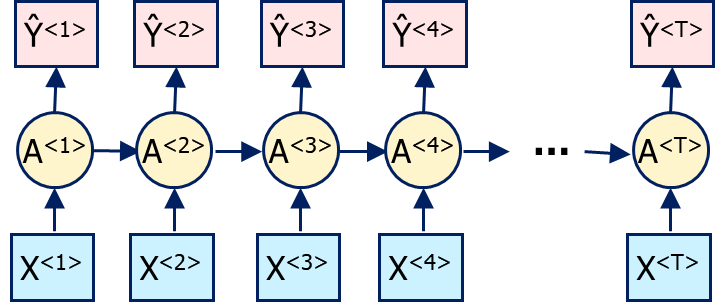 Ŷ<1> Ŷ<2> Ŷ<3> Ŷ<4> Ŷ<T>
A<1> A<2> A<3> A<4> ... A<T>
X<1> X<2> X<3> X<4> X<T>